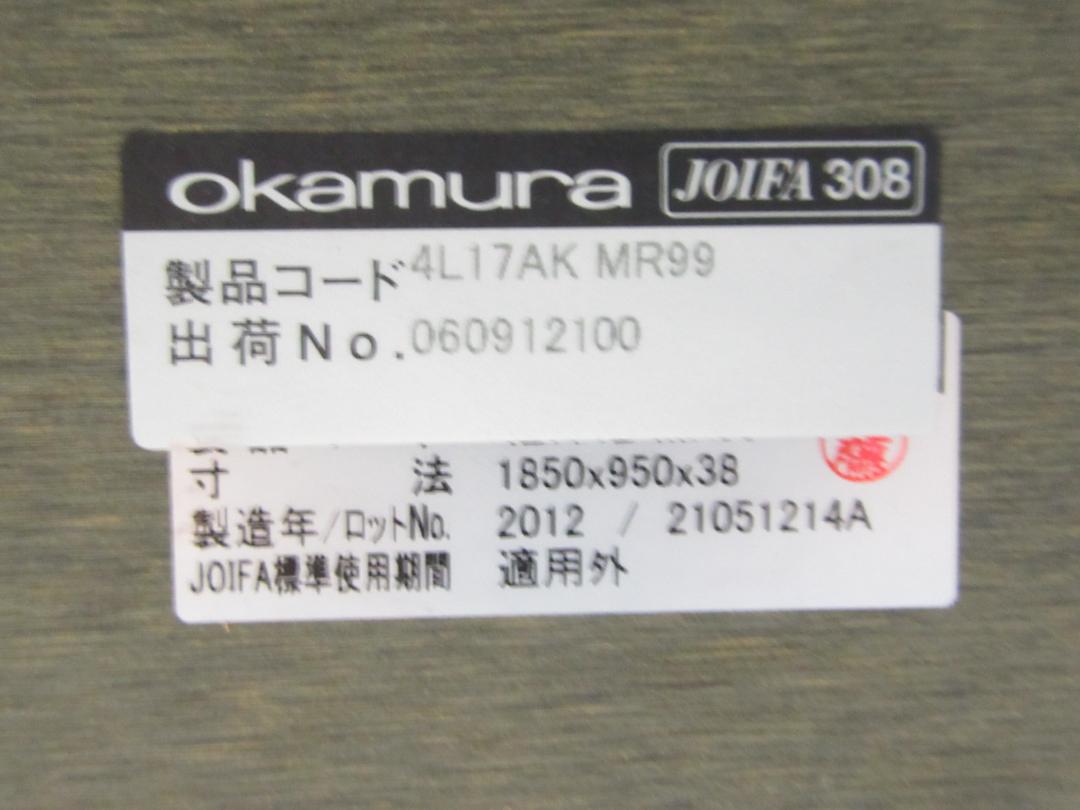 okamura JOIFA 308
製品コード 4L17AK MR99
出荷No. 060912100
寸法 1850x950x38
製造年/ロットNo. 2012 / 21051214A
JOIFA標準使用期間 適用外